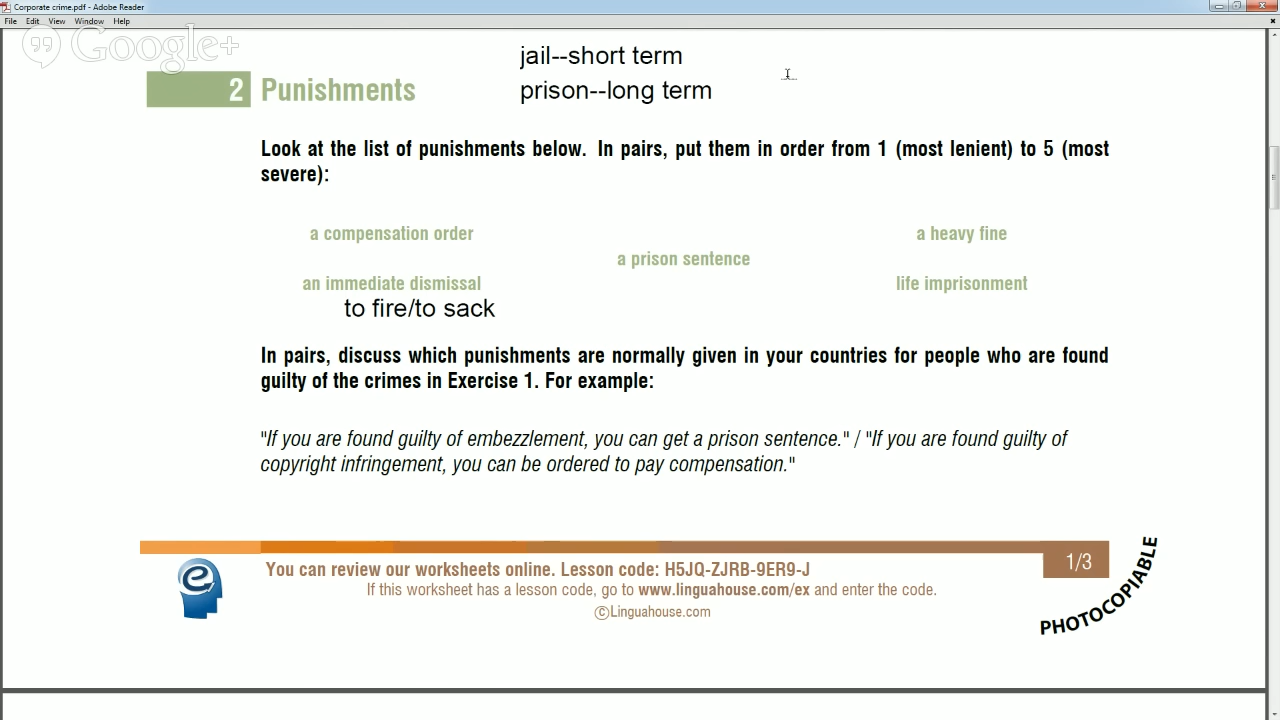 Corporate crime.pdf - Adobe Reader
File Edit View Window Help
Google+
jail--short term
prison--long term
2 Punishments
Look at the list of punishments below. In pairs, put them in order from 1 (most lenient) to 5 (most
severe):
a compensation order
a heavy fine
a prison sentence
an immediate dismissal
life imprisonment
to fire/to sack
In pairs, discuss which punishments are normally given in your countries for people who are found
guilty of the crimes in Exercise 1. For example:
"If you are found guilty of embezzlement, you can get a prison sentence." / "If you are found guilty of
copyright infringement, you can be ordered to pay compensation."
1/3
You can review our worksheets online. Lesson code: H5JQ-ZJRB-9ER9-J
If this worksheet has a lesson code, go to www.linguahouse.com/ex and enter the code.
©Linguahouse.com
PHOTOCOPIABLE